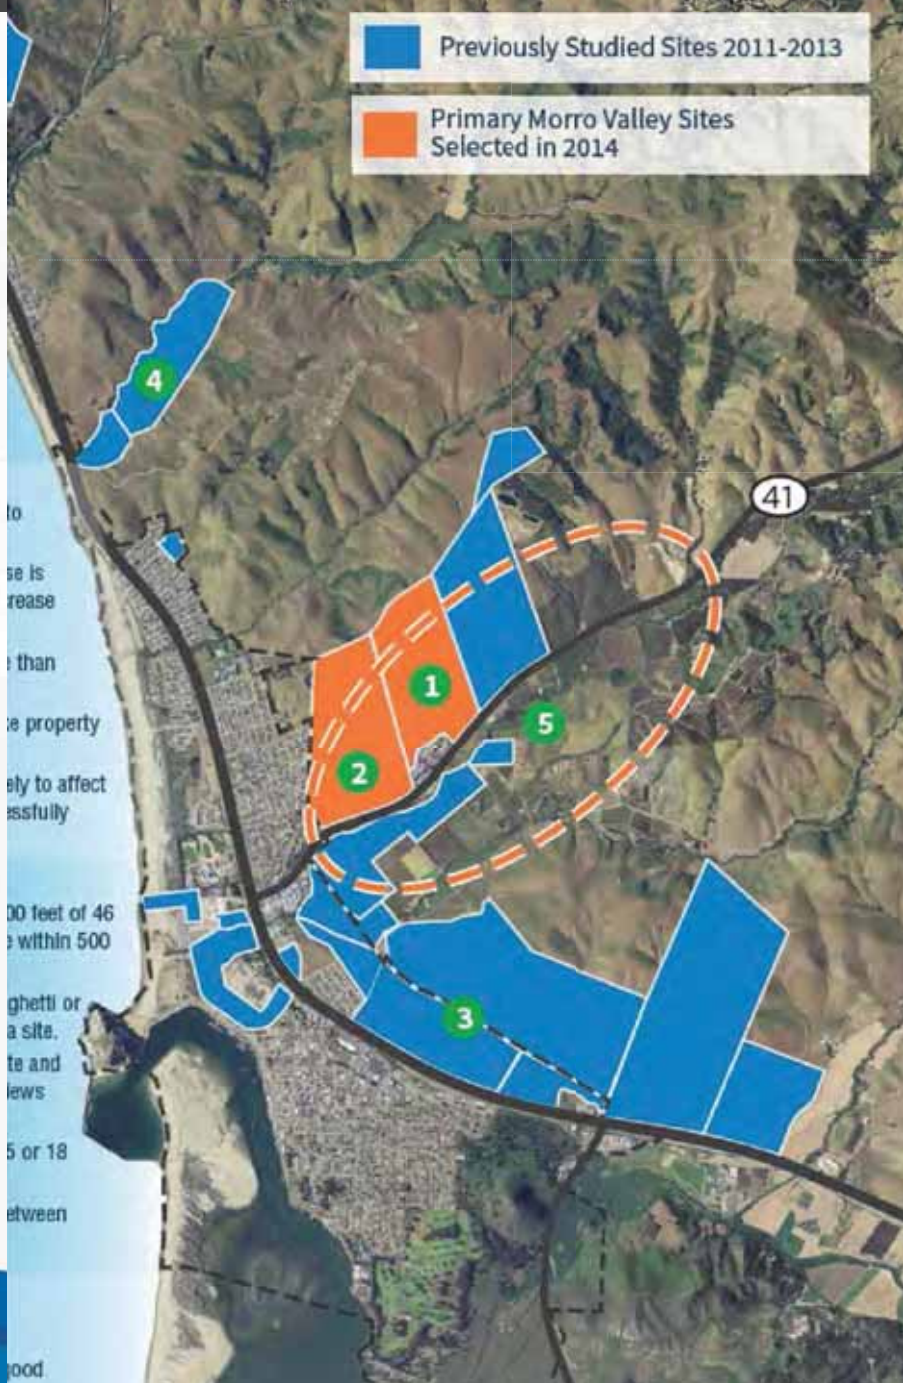 Previously Studied Sites 2011-2013
Primary Morro Valley Sites
Selected in 2014
4
41
to
se is
rease
1
than
5
te property
2
ely to affect
essfully
00 feet of 46
within 500
ghetti or
3
a site.
te and
iews
5 or 18
etween
ood